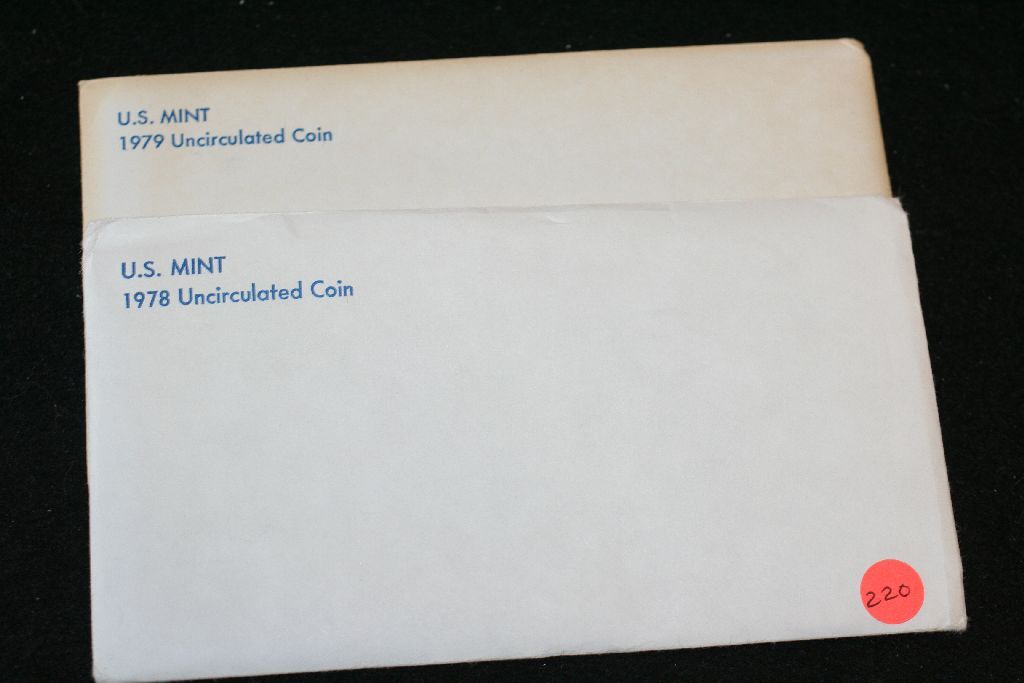 U.S. MINT
1979 Uncirculated Coin
U.S. MINT
1978 Uncirculated Coin
220